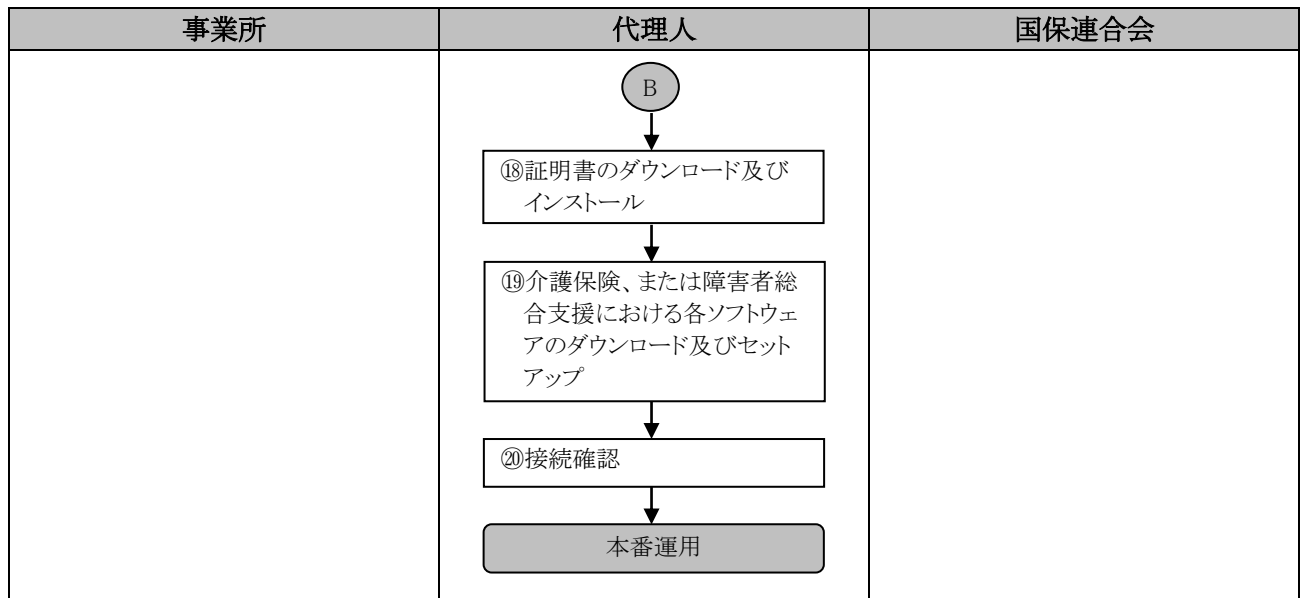 事業所
代理人
国保連合会
B
⑱証明書のダウンロード及び
インストール
⑲介護保険、または障害者総
合支援における各ソフトウェ
アのダウンロード及びセット
アップ
⑳接続確認
本番運用